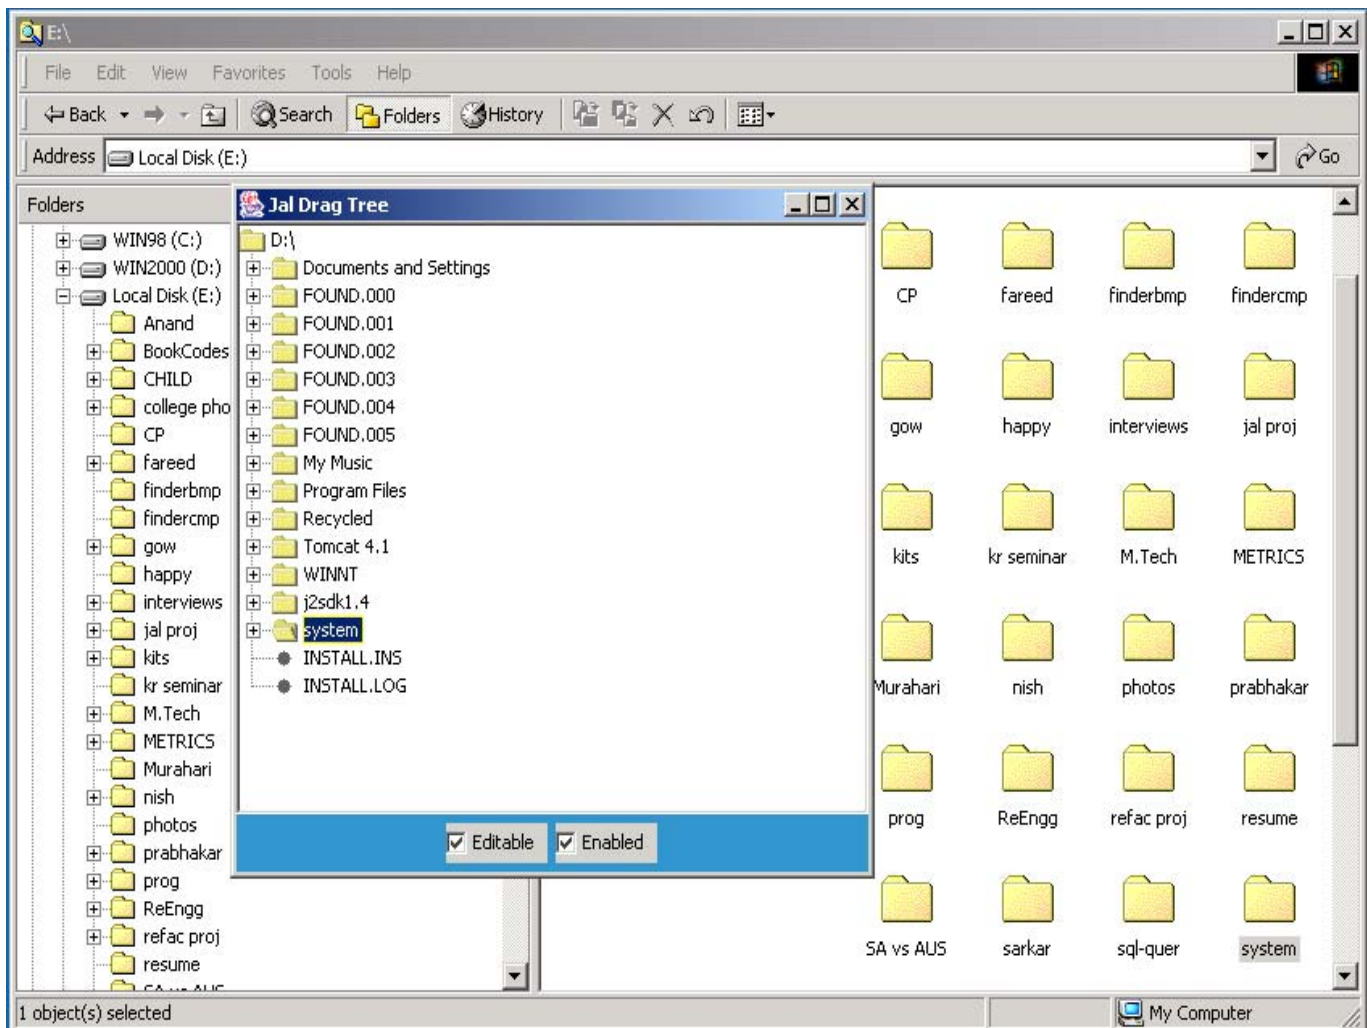 E:\
File Edit View Favorites Tools Help
Back Search Folders History
Address Local Disk (E:) Go
Folders
WIN98 (C:)
WIN2000 (D:)
Local Disk (E:)
Anand
BookCodes
CHILD
college pho
CP
fareed
finderbmp
findercmp
gow
happy
interviews
jal proj
kits
kr seminar
M.Tech
METRICS
Murahari
nish
photos
prabhakar
prog
ReEngg
refac proj
resume
SA vs AUS
Jal Drag Tree
D:\
Documents and Settings
FOUND.000
FOUND.001
FOUND.002
FOUND.003
FOUND.004
FOUND.005
My Music
Program Files
Recycled
Tomcat 4.1
WINNT
j2sdk1.4
system
INSTALL.INS
INSTALL.LOG
Editable Enabled
CP fareed finderbmp findercmp
gow happy interviews jal proj
kits kr seminar M.Tech METRICS
Murahari nish photos prabhakar
prog ReEngg refac proj resume
SA vs AUS sarkar sql-quer system
1 object(s) selected My Computer